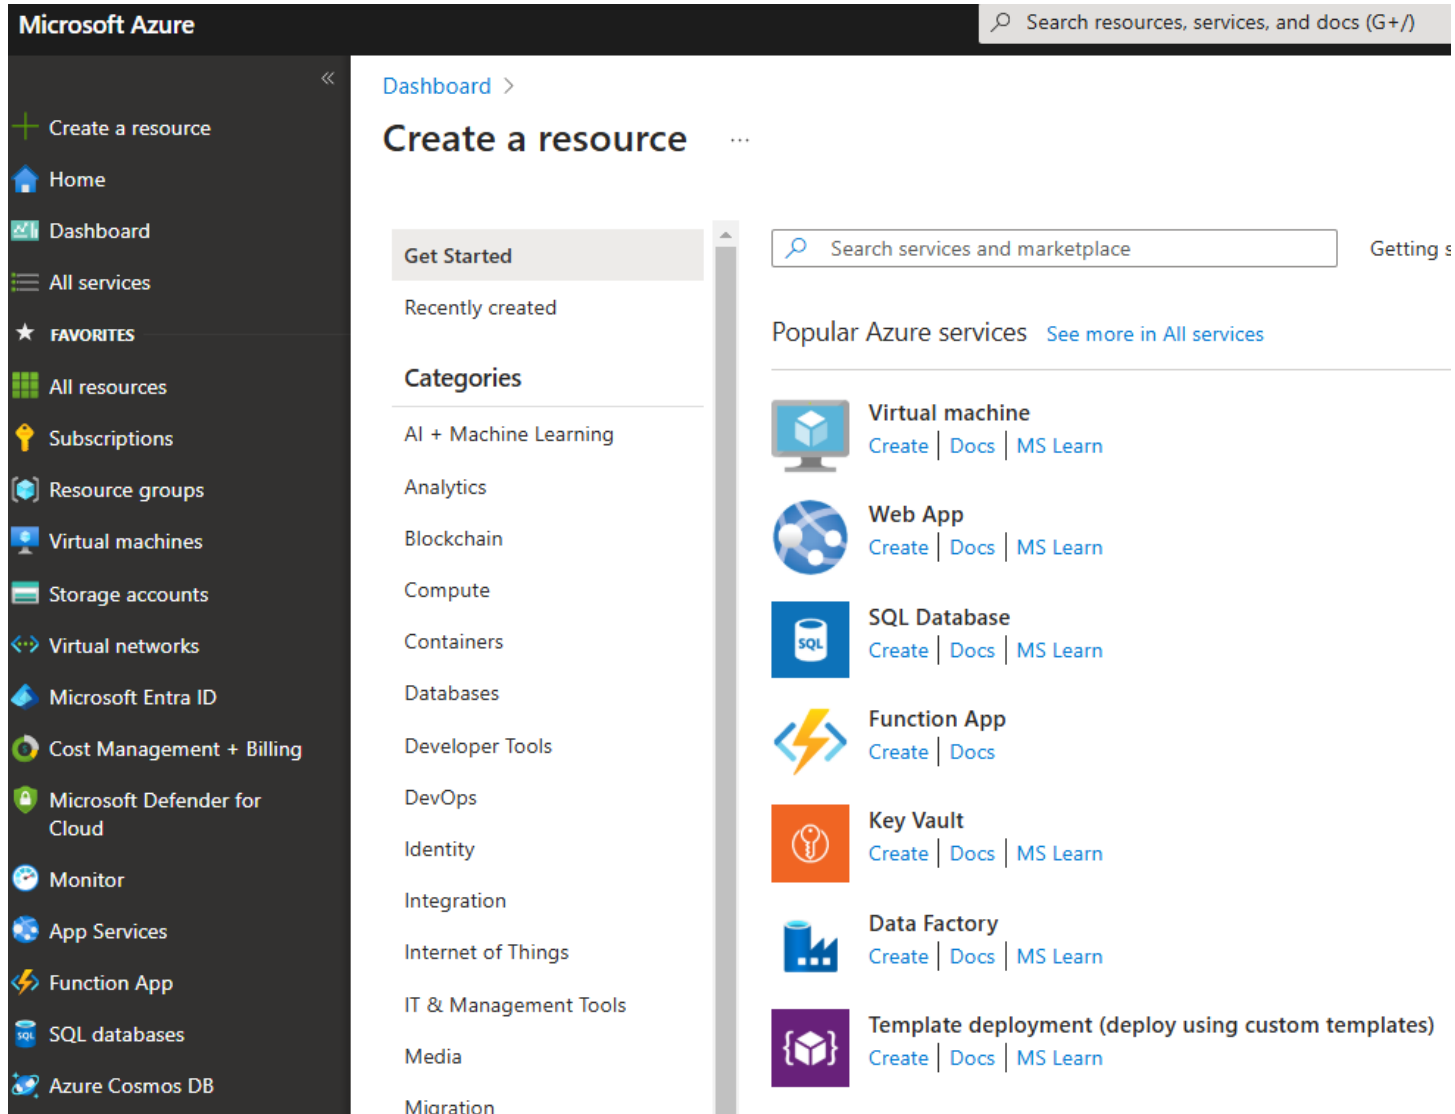 Microsoft Azure
Search resources, services, and docs (G+/)
«
Create a resource
Home
Dashboard
All services
FAVORITES
All resources
Subscriptions
Resource groups
Virtual machines
Storage accounts
Virtual networks
Microsoft Entra ID
Cost Management + Billing
Microsoft Defender for
Cloud
Monitor
App Services
Function App
SQL databases
Azure Cosmos DB
Dashboard >
Create a resource ...
Get Started
Recently created
Categories
AI + Machine Learning
Analytics
Blockchain
Compute
Containers
Databases
Developer Tools
DevOps
Identity
Integration
Internet of Things
IT & Management Tools
Media
Migration
Search services and marketplace
Getting s
Popular Azure services See more in All services
Virtual machine
Create | Docs | MS Learn
Web App
Create | Docs | MS Learn
SQL
SQL Database
Create | Docs | MS Learn
Function App
Create | Docs
Key Vault
Create | Docs | MS Learn
Data Factory
Create | Docs | MS Learn
Template deployment (deploy using custom templates)
Create | Docs | MS Learn